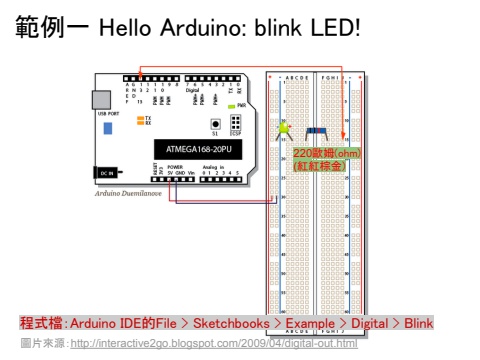 範例一 Hello Arduino: blink LED!
AREF GND 13 12 11 10 9 8 7 6 5 4 3 2 1 0
Digital
TX RX
PWR
USB PORT
TX
RX
S1
ICSP
ATMEGA168-20PU
DC IN
POWER
RESET 3V3 5V GND Vin
Analog in
0 1 2 3 4 5
Arduino Duemilanove
A B C D E F G H I J
220歐姆(ohm)
(紅紅棕金)
A B C D E F G H I J
程式檔：Arduino IDE的File > Sketchbooks > Example > Digital > Blink
圖片來源：http://interactive2go.blogspot.com/2009/04/digital-out.html